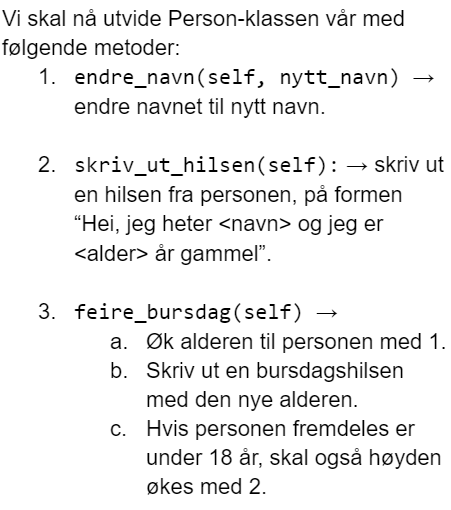 Vi skal nå utvide Person-klassen vår med
følgende metoder:
1. endre_navn(self, nytt_navn) →
endre navnet til nytt navn.
2. skriv_ut_hilsen(self): → skriv ut
en hilsen fra personen, på formen
“Hei, jeg heter <navn> og jeg er
<alder> år gammel”.
3. feire_bursdag(self) →
a. Øk alderen til personen med 1.
b. Skriv ut en bursdagshilsen
med den nye alderen.
c. Hvis personen fremdeles er
under 18 år, skal også høyden
økes med 2.